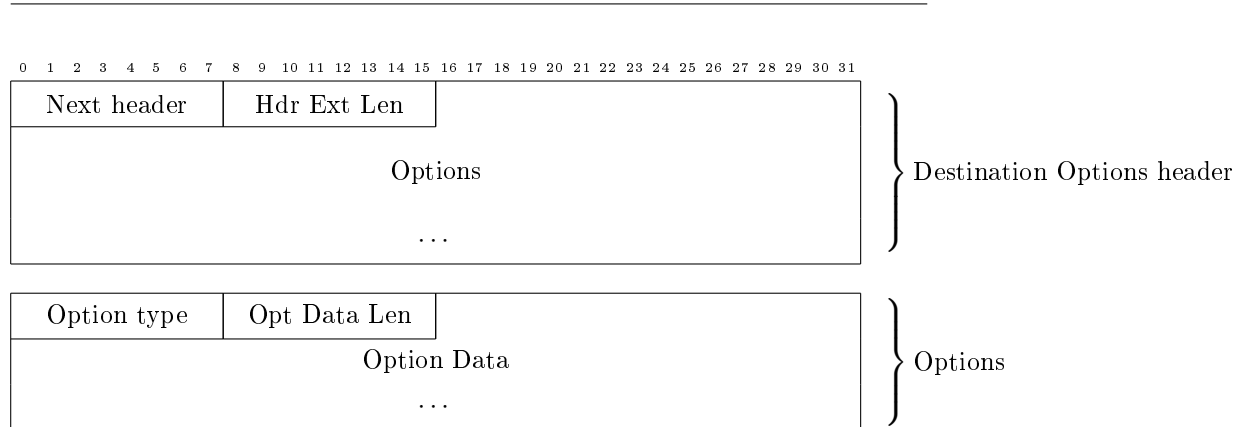 0 1 2 3 4 5 6 7 8 9 10 11 12 13 14 15 16 17 18 19 20 21 22 23 24 25 26 27 28 29 30 31
Next header Hdr Ext Len
Options
Destination Options header
...
Option type Opt Data Len
Option Data
Options
...